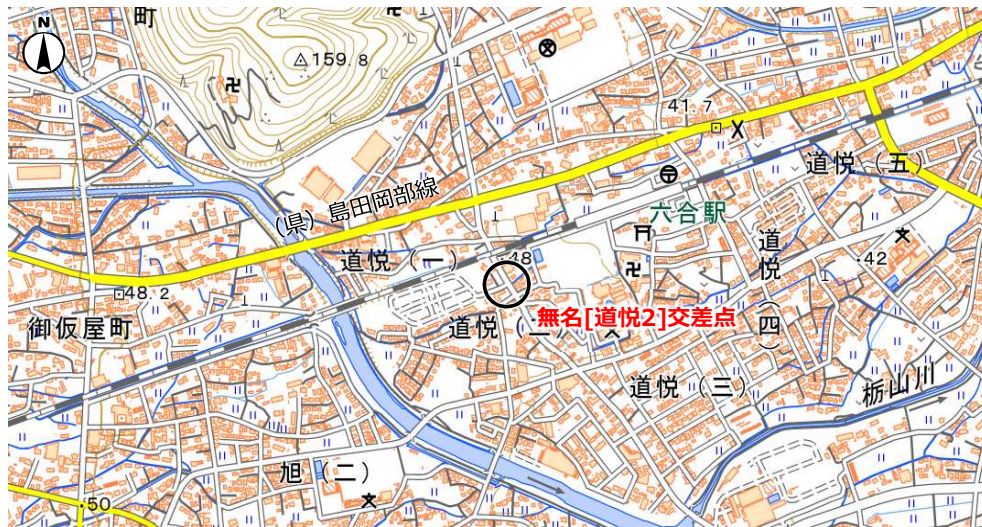 N
町
159.8
41.7
道悦(五)
(県)島田岡部線
六合駅
道悦(四)
道悦(一)
48
42
48.2
無名[道悦2]交差点
御仮屋町
道悦(二)
道悦(三)
栃山川
旭(二)
50